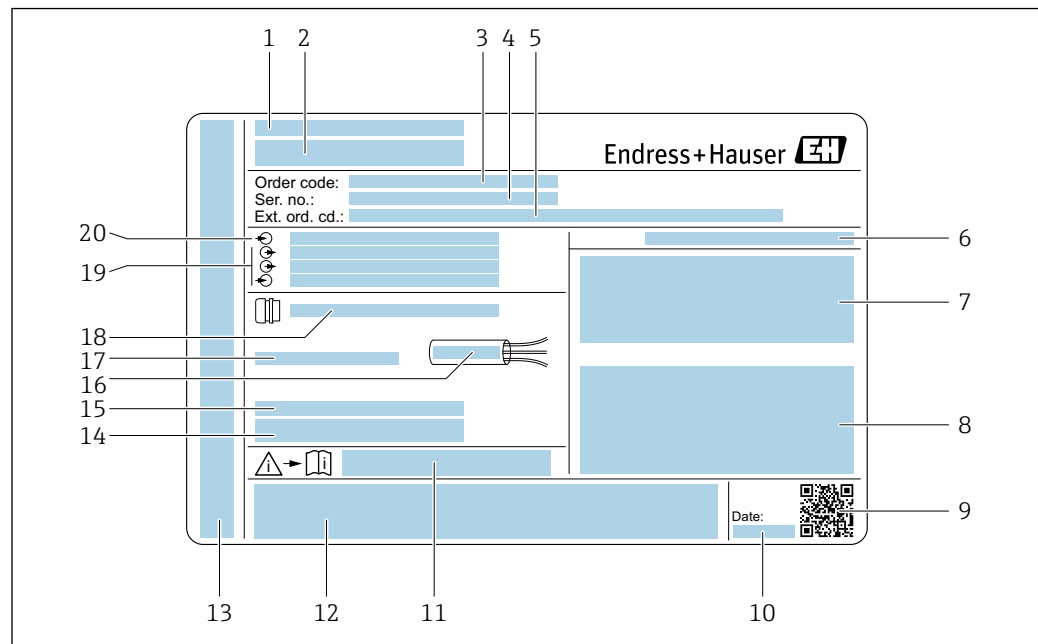 1 2 3 4 5
Endress+Hauser EH
Order code:
Ser. no.:
Ext. ord. cd.:
20
6
19
7
18
17
16
15
14
8
i i
Date:
9
13 12 11 10